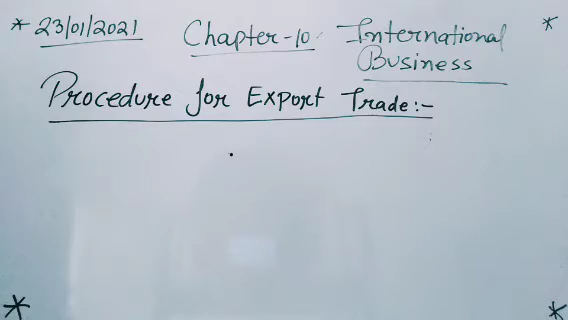 * 23/01/2021 Chapter-10 International *
Business
Procedure for Export Trade:-
* *